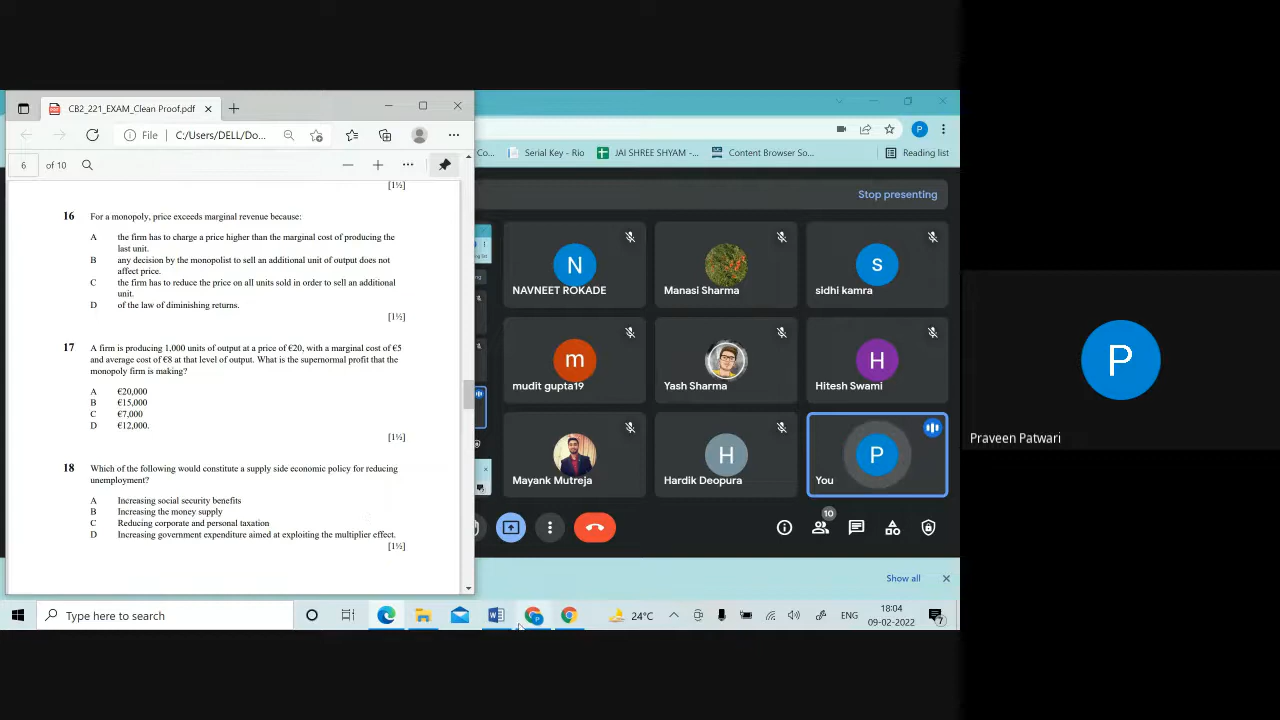 CB2_221_EXAM_Clean Proof.pdf
File
C:/Users/DELL/Do...
6
of 10
[1½]
16 For a monopoly, price exceeds marginal revenue because:
A the firm has to charge a price higher than the marginal cost of producing the
last unit.
B any decision by the monopolist to sell an additional unit of output does not
affect price.
C the firm has to reduce the price on all units sold in order to sell an additional
unit.
D of the law of diminishing returns.
[1½]
17 A firm is producing 1,000 units of output at a price of €20, with a marginal cost of €5
and average cost of €8 at that level of output. What is the supernormal profit that the
monopoly firm is making?
A €20,000
B €15,000
C €7,000
D €12,000.
[1½]
18 Which of the following would constitute a supply side economic policy for reducing
unemployment?
A Increasing social security benefits
B Increasing the money supply
C Reducing corporate and personal taxation
D Increasing government expenditure aimed at exploiting the multiplier effect.
[1½]
P
Co...
Serial Key - Rio
JAI SHREE SHYAM -...
Content Browser So...
Reading list
Stop presenting
N
NAVNEET ROKADE
Manasi Sharma
s
sidhi kamra
m
mudit gupta19
Yash Sharma
H
Hitesh Swami
Mayank Mutreja
H
Hardik Deopura
P
You
10
Show all
Type here to search
24°C
ENG
18:04
09-02-2022
7
P
Praveen Patwari